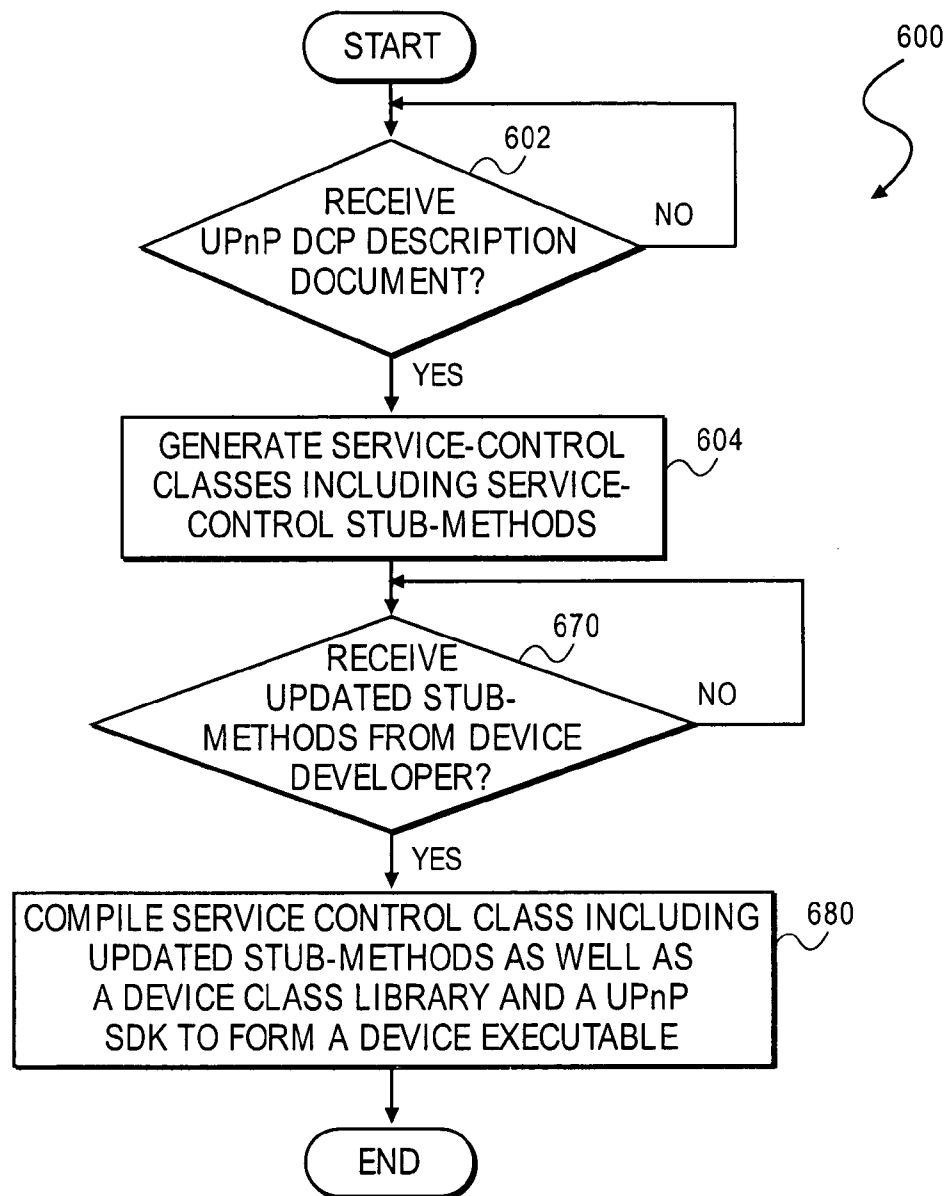 START
600
602
RECEIVE
UPnP DCP DESCRIPTION
DOCUMENT?
NO
YES
GENERATE SERVICE-CONTROL
CLASSES INCLUDING SERVICE-
CONTROL STUB-METHODS
604
670
RECEIVE
UPDATED STUB-
METHODS FROM DEVICE
DEVELOPER?
NO
YES
COMPILE SERVICE CONTROL CLASS INCLUDING
UPDATED STUB-METHODS AS WELL AS
A DEVICE CLASS LIBRARY AND A UPnP
SDK TO FORM A DEVICE EXECUTABLE
680
END